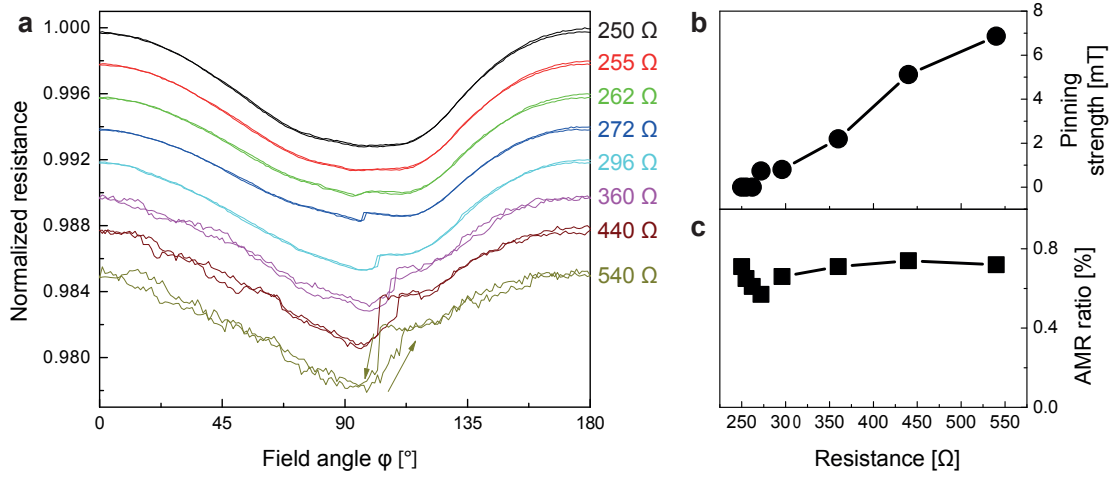 a
Normalized resistance
1.000
0.996
0.992
0.988
0.984
0.980
0
45
90
135
180
Field angle φ [°]
250 Ω
255 Ω
262 Ω
272 Ω
296 Ω
360 Ω
440 Ω
540 Ω
b
8
6
4
2
0
Pinning
strength [mT]
c
0.8
0.4
0.0
AMR ratio [%]
250 300 350 400 450 500 550
Resistance [Ω]